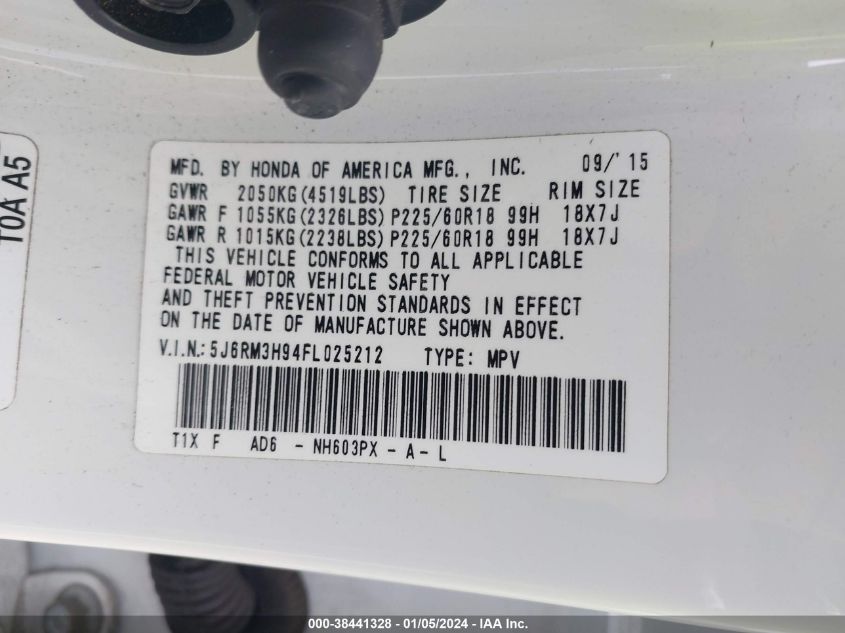 T0A A5
MFD. BY HONDA OF AMERICA MFG., INC. 09/'15
GVWR 2050KG(4519LBS) TIRE SIZE RIM SIZE
GAWR F 1055KG(2326LBS) P225/60R18 99H 18X7J
GAWR R 1015KG(2238LBS) P225/60R18 99H 18X7J
THIS VEHICLE CONFORMS TO ALL APPLICABLE
FEDERAL MOTOR VEHICLE SAFETY
AND THEFT PREVENTION STANDARDS IN EFFECT
ON THE DATE OF MANUFACTURE SHOWN ABOVE.
V.I.N.:5J6RM3H94FL025212 TYPE: MPV
T1X F AD6 - NH603PX - A - L
000-38441328 - 01/05/2024 - IAA Inc.